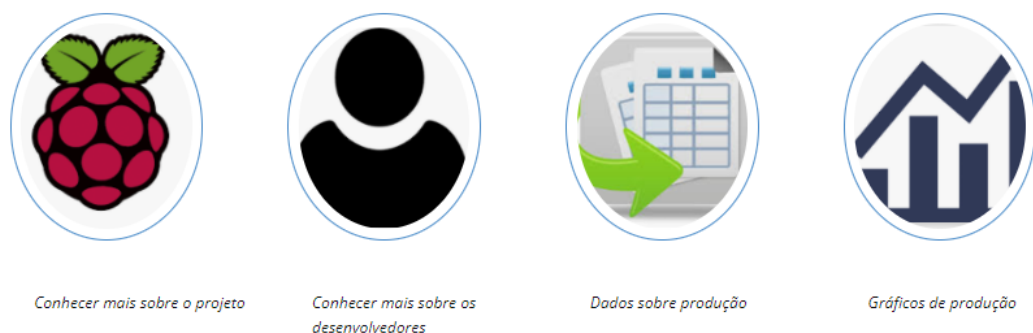 Conhecer mais sobre o projeto
Conhecer mais sobre os
desenvolvedores
Dados sobre produção
Gráficos de produção